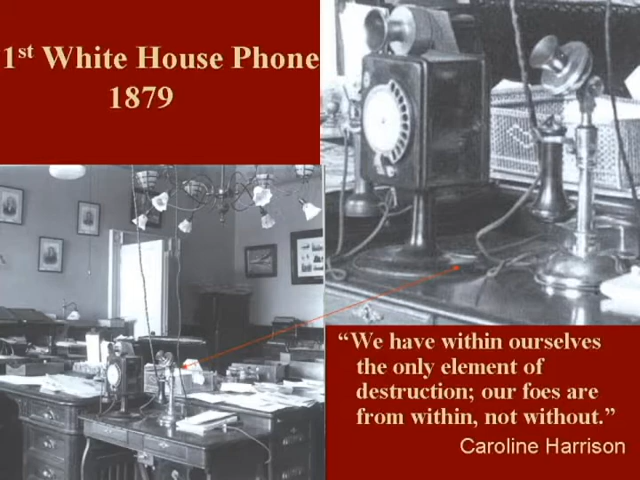 1st White House Phone
1879
“We have within ourselves
the only element of
destruction; our foes are
from within, not without.”
Caroline Harrison